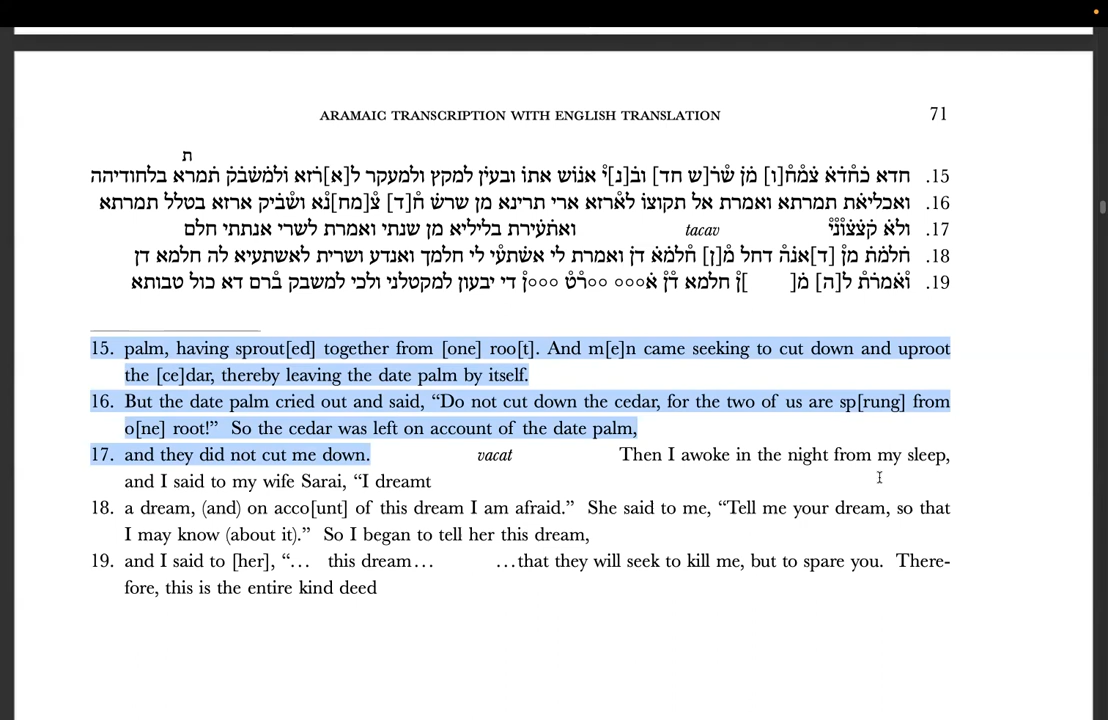 ARAMAIC TRANSCRIPTION WITH ENGLISH TRANSLATION 71
ת
15. חדא כחדא צמח[ו] מן שר[ש חד] וב[נ]י אנוש אתו ובעין למקץ ולמעקר ל[א]רזא ולמשבק תמרא בלחודיהה
16. ואכליאת תמרתא ואמרת אל תקוצו לארזא ארי תרינא מן שרש ח[ד] צ[מח]נא ושביק ארזא בטלל תמרתא
17. ולא קצצוני tacav ואתעירת בליליא מן שנתי ואמרת לשרי אנתתי חלם
18. חלמת מן [ד]אנה דחל מ[ן] חלמא דן ואמרת לי אשתעי לי חלמך ואנדע ושרית לאשתעיא לה חלמא דן
19. ואמרת ל[ה] מ[ ]ן חלמא דן א○○○ ○○רט ○○○ן די יבעון למקטלני ולכי למשבק ברם דא כול טבותא
15. palm, having sprout[ed] together from [one] roo[t]. And m[e]n came seeking to cut down and uproot
the [ce]dar, thereby leaving the date palm by itself.
16. But the date palm cried out and said, “Do not cut down the cedar, for the two of us are sp[rung] from
o[ne] root!” So the cedar was left on account of the date palm,
17. and they did not cut me down. vacat Then I awoke in the night from my sleep,
and I said to my wife Sarai, “I dreamt
18. a dream, (and) on acco[unt] of this dream I am afraid.” She said to me, “Tell me your dream, so that
I may know (about it).” So I began to tell her this dream,
19. and I said to [her], “… this dream… …that they will seek to kill me, but to spare you. There-
fore, this is the entire kind deed